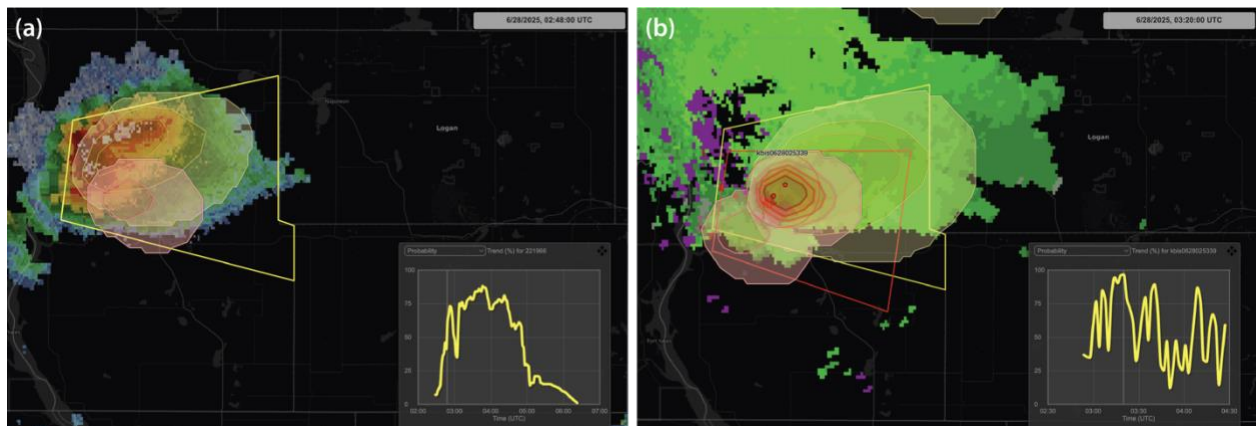 (a)
6/28/2025, 02:48:00 UTC
Napoleon
Logan
Probability
Trend (%) for 221966
100
75
50
25
0
02:00 03:00 04:00 05:00 06:00 07:00
Time (UTC)
(b)
6/28/2025, 03:20:00 UTC
kbis0628025339
Logan
Probability
Trend (%) for kbis0628025339
100
75
50
25
0
02:30 03:00 03:30 04:00 04:30
Time (UTC)